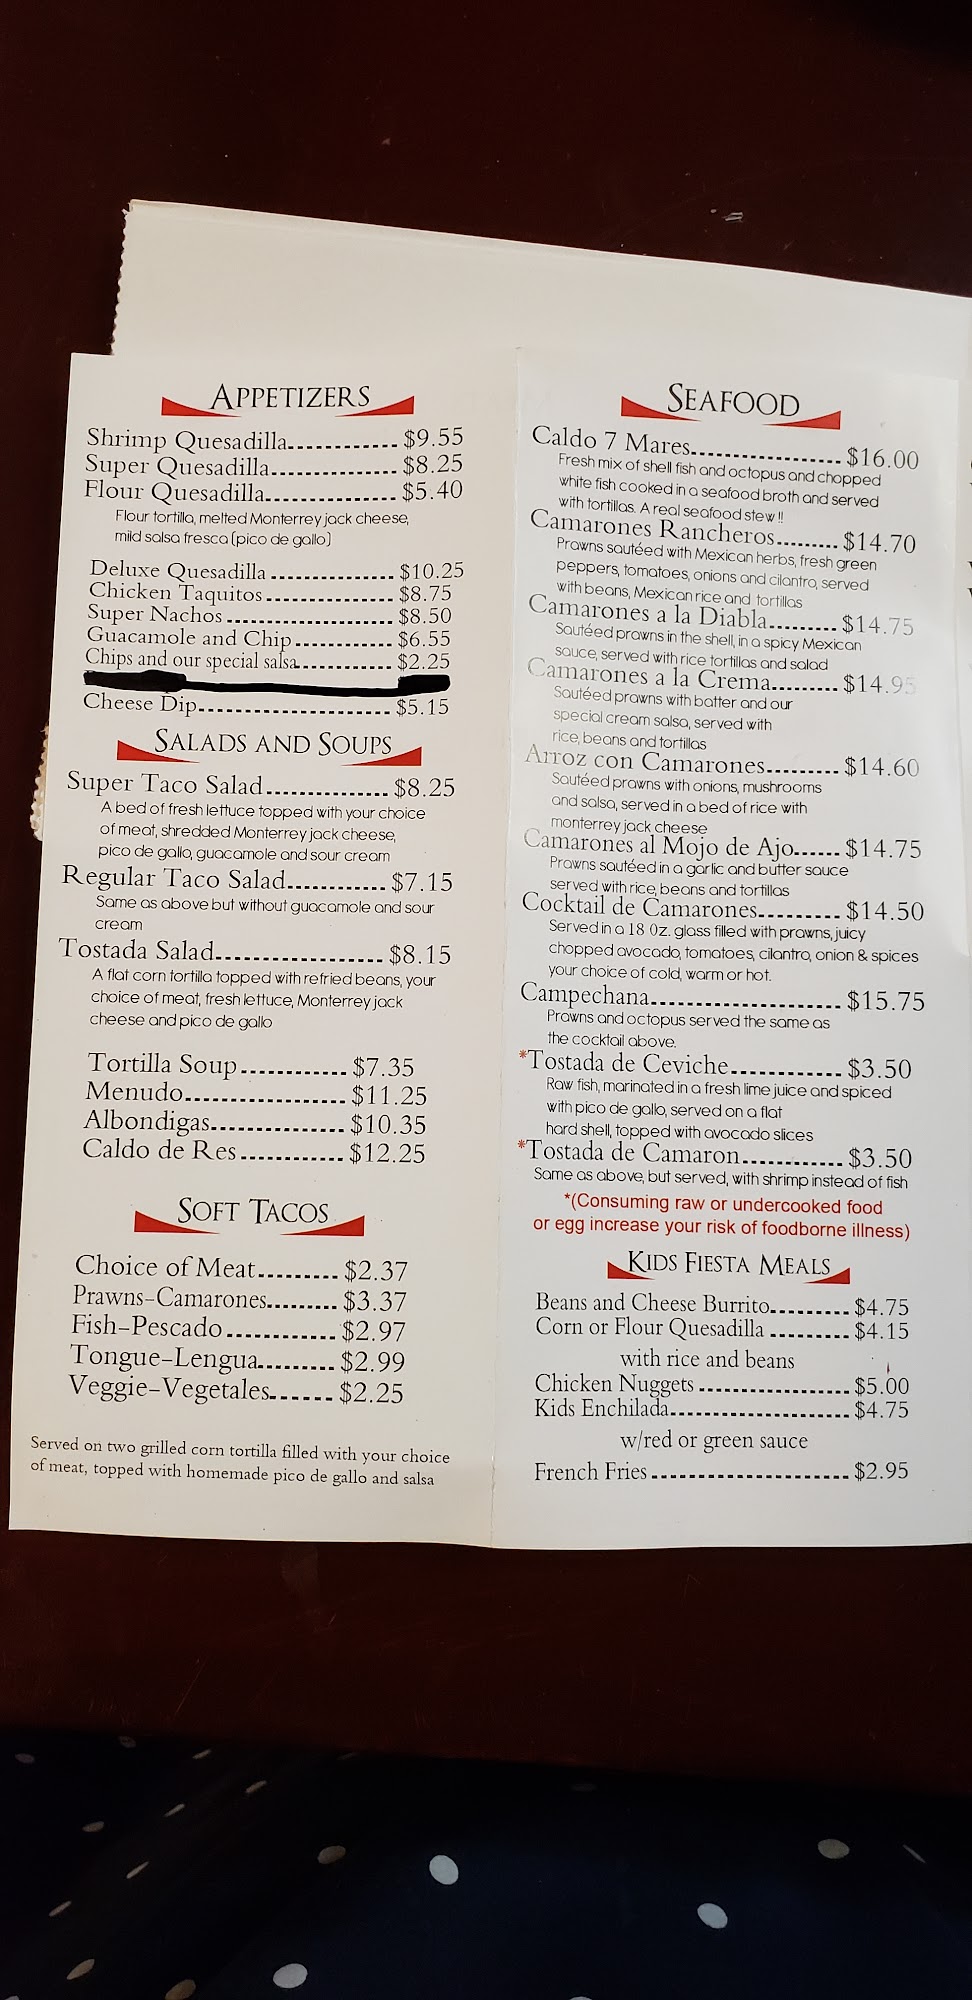 APPETIZERS
Shrimp Quesadilla............. $9.55
Super Quesadilla............... $8.25
Flour Quesadilla................ $5.40
Flour tortilla, melted Monterrey jack cheese,
mild salsa fresca (pico de gallo)
Deluxe Quesadilla ............... $10.25
Chicken Taquitos ................ $8.75
Super Nachos ..................... $8.50
Guacamole and Chip............ $6.55
Chips and our special salsa........... $2.25
Cheese Dip........................ $5.15
SALADS AND SOUPS
Super Taco Salad............... $8.25
A bed of fresh lettuce topped with your choice
of meat, shredded Monterrey jack cheese,
pico de gallo, guacamole and sour cream
Regular Taco Salad............ $7.15
Same as above but without guacamole and sour
cream
Tostada Salad..................... $8.15
A flat corn tortilla topped with refried beans, your
choice of meat, fresh lettuce, Monterrey jack
cheese and pico de gallo
Tortilla Soup............. $7.35
Menudo.................... $11.25
Albondigas................ $10.35
Caldo de Res............. $12.25
SOFT TACOS
Choice of Meat.......... $2.37
Prawns-Camarones......... $3.37
Fish-Pescado............. $2.97
Tongue-Lengua.......... $2.99
Veggie-Vegetales....... $2.25
Served on two grilled corn tortilla filled with your choice
of meat, topped with homemade pico de gallo and salsa
SEAFOOD
Caldo 7 Mares.................. $16.00
Fresh mix of shell fish and octopus and chopped
white fish cooked in a seafood broth and served
with tortillas. A real seafood stew !!
Camarones Rancheros......... $14.70
Prawns sautéed with Mexican herbs, fresh green
peppers, tomatoes, onions and cilantro, served
with beans, Mexican rice and tortillas
Camarones a la Diabla......... $14.75
Sautéed prawns in the shell, in a spicy Mexican
sauce, served with rice tortillas and salad
Camarones a la Crema......... $14.95
Sautéed prawns with batter and our
special cream salsa, served with
rice, beans and tortillas
Arroz con Camarones......... $14.60
Sautéed prawns with onions, mushrooms
and salsa, served in a bed of rice with
monterrey jack cheese
Camarones al Mojo de Ajo...... $14.75
Prawns sautéed in a garlic and butter sauce
served with rice, beans and tortillas
Cocktail de Camarones.......... $14.50
Served in a 18 Oz. glass filled with prawns, juicy
chopped avocado, tomatoes, cilantro, onion & spices
your choice of cold, warm or hot.
Campechana....................... $15.75
Prawns and octopus served the same as
the cocktail above.
*Tostada de Ceviche............. $3.50
Raw fish, marinated in a fresh lime juice and spiced
with pico de gallo, served on a flat
hard shell, topped with avocado slices
*Tostada de Camaron............ $3.50
Same as above, but served, with shrimp instead of fish
*(Consuming raw or undercooked food
or egg increase your risk of foodborne illness)
KIDS FIESTA MEALS
Beans and Cheese Burrito.......... $4.75
Corn or Flour Quesadilla .......... $4.15
with rice and beans
Chicken Nuggets ................... $5.00
Kids Enchilada....................... $4.75
w/red or green sauce
French Fries ......................... $2.95